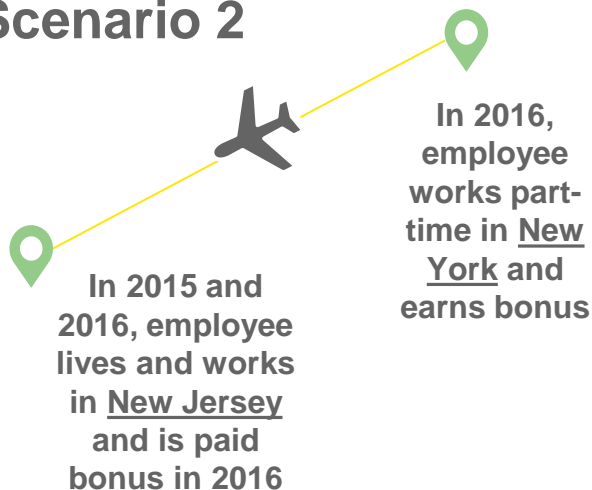 Scenario 2
In 2016,
employee
works part-
time in New
York and
earns bonus
In 2015 and
2016, employee
lives and works
in New Jersey
and is paid
bonus in 2016